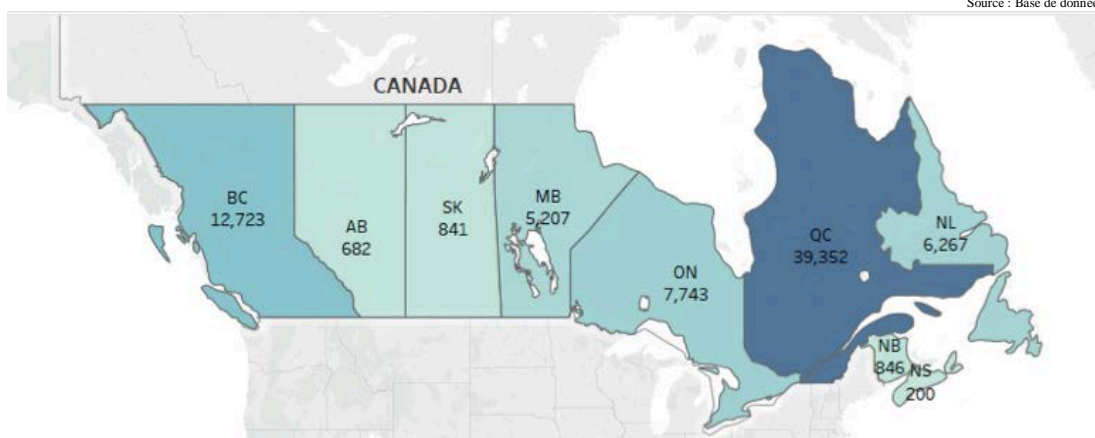 Source : Base de donnée
CANADA
BC
12,723
AB
682
SK
841
MB
5,207
ON
7,743
QC
39,352
NL
6,267
NB
846
NS
200